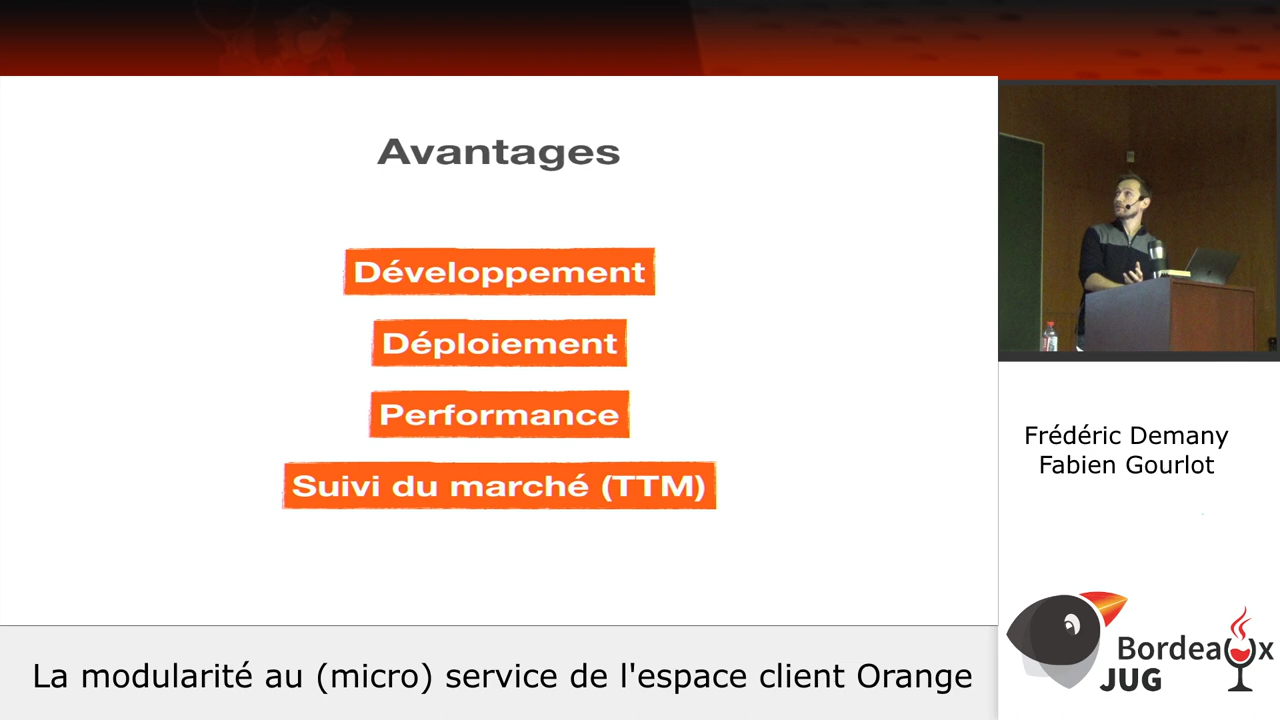 Avantages
Développement
Déploiement
Performance
Suivi du marché (TTM)
Frédéric Demany
Fabien Gourlot
Bordeaux
JUG
La modularité au (micro) service de l'espace client Orange